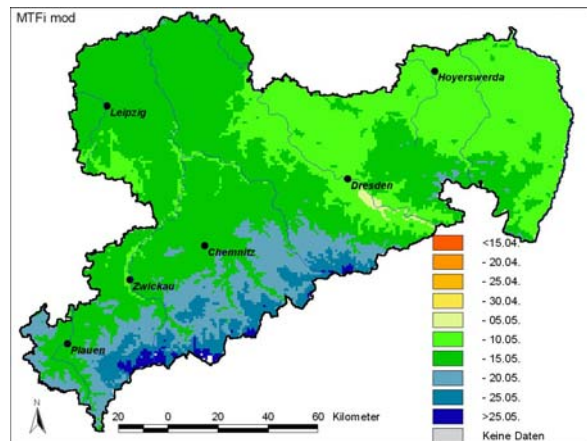 MTFi mod
Hoyerswerda
Leipzig
Dresden
Chemnitz
Zwickau
Plauen
<15.04.
- 20.04.
- 25.04.
- 30.04.
- 05.05.
- 10.05.
- 15.05.
- 20.05.
- 25.05.
>25.05.
Keine Daten
N
20 0 20 40 60 Kilometer